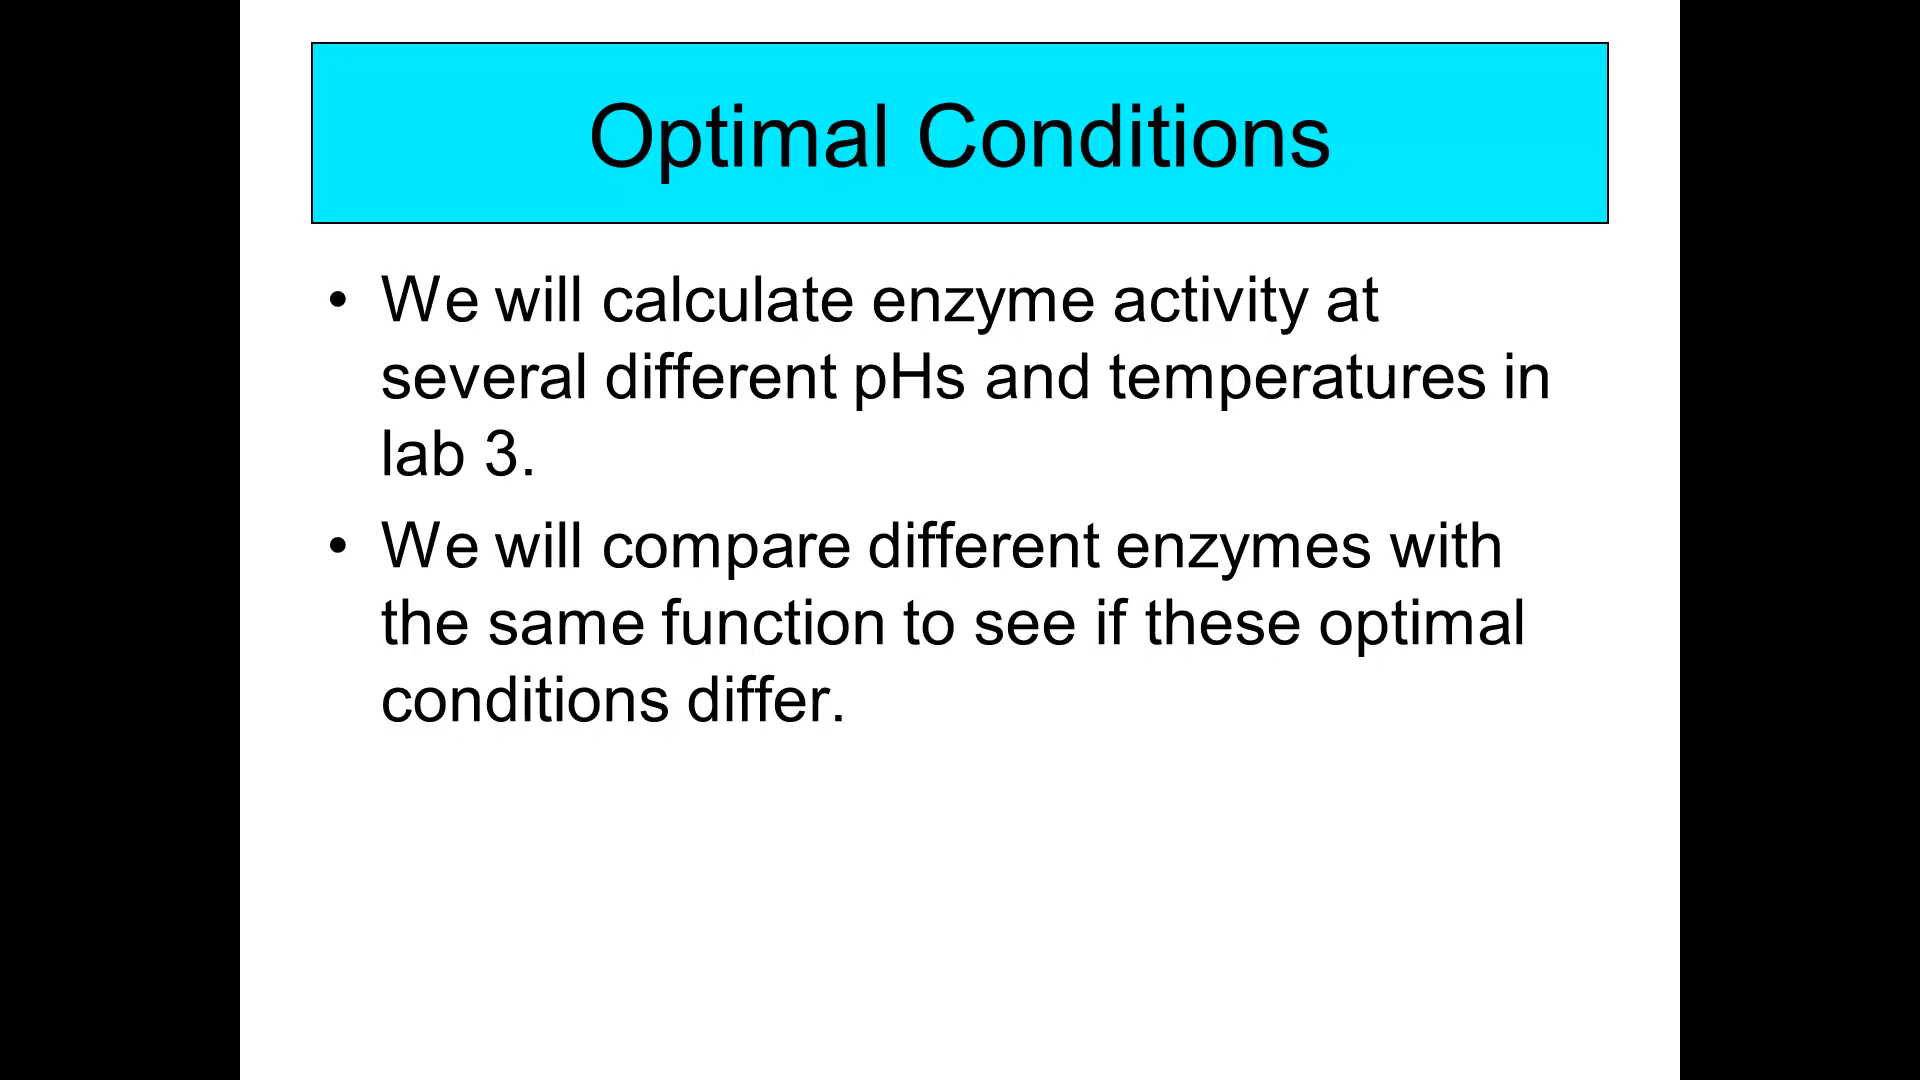 Optimal Conditions
• We will calculate enzyme activity at
several different pHs and temperatures in
lab 3.
• We will compare different enzymes with
the same function to see if these optimal
conditions differ.